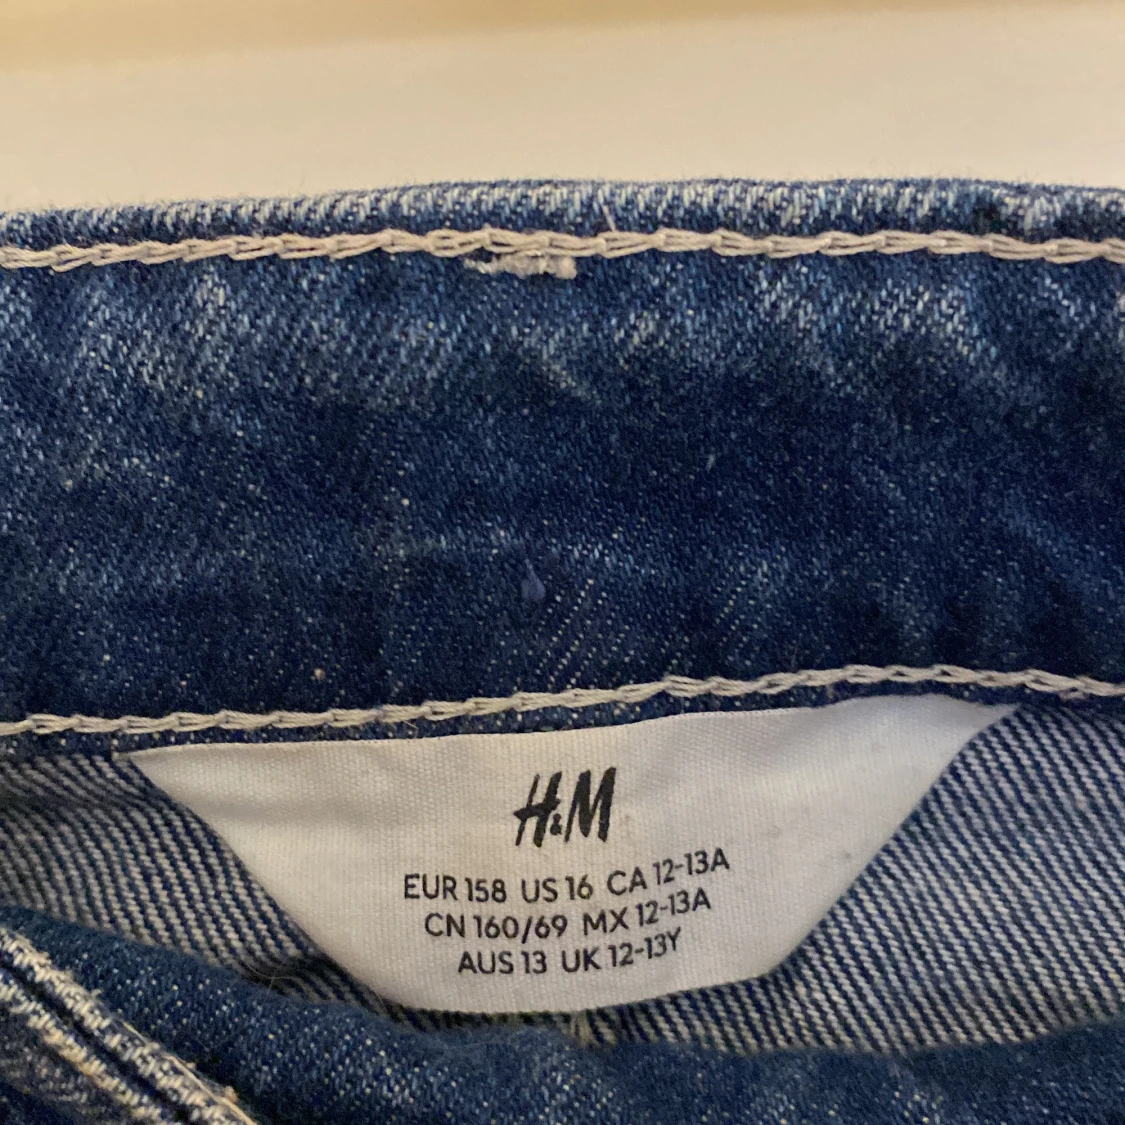 H&M
EUR 158 US 16 CA 12-13A
CN 160/69 MX 12-13A
AUS 13 UK 12-13Y